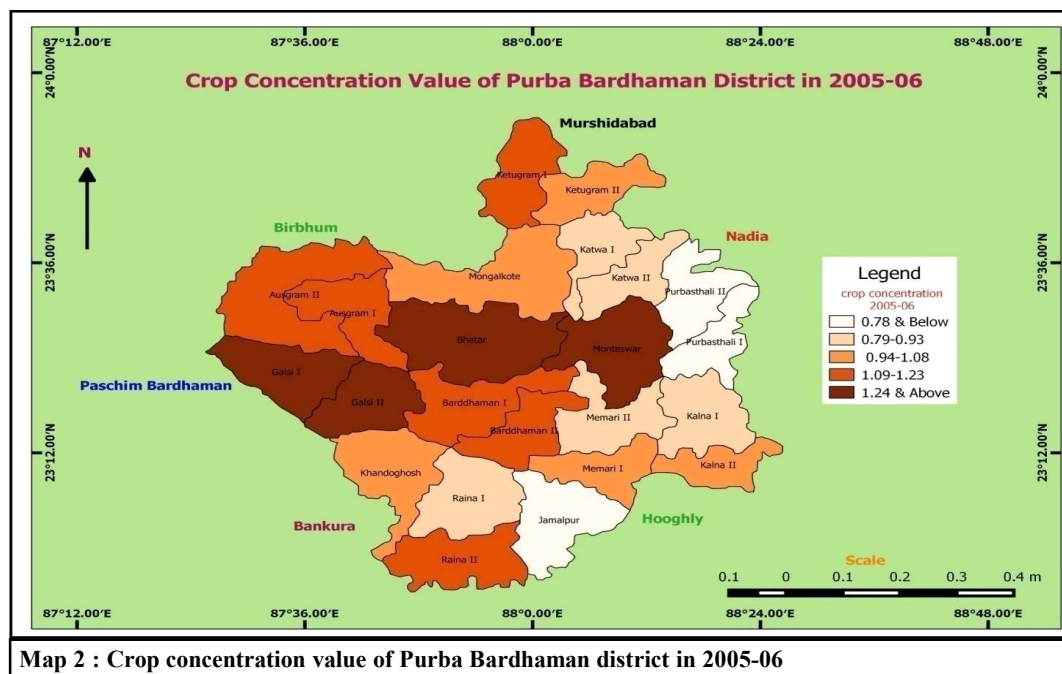 87°12.00′E 87°36.00′E 88°0.00′E 88°24.00′E 88°48.00′E
24°0.00′N 24°0.00′N
Crop Concentration Value of Purba Bardhaman District in 2005-06
Murshidabad
N
Ketugram I
Ketugram II
Birbhum
Nadia
Katwa I
Mongalkote
Katwa II
23°36.00′N 23°36.00′N
Legend
crop concentration
2005-06
0.78 & Below
0.79-0.93
0.94-1.08
1.09-1.23
1.24 & Above
Ausgram II
Purbasthali II
Ausgram I
Bhatar
Purbasthali I
Monteswar
Galsi I
Paschim Bardhaman
Galsi II
Barddhaman I
Memari II
Kalna I
Barddhaman II
23°12.00′N 23°12.00′N
Khandoghosh
Memari I
Kalna II
Raina I
Bankura
Jamalpur
Hooghly
Raina II
Scale
0.1 0 0.1 0.2 0.3 0.4 m
87°12.00′E 87°36.00′E 88°0.00′E 88°24.00′E 88°48.00′E
Map 2 : Crop concentration value of Purba Bardhaman district in 2005-06